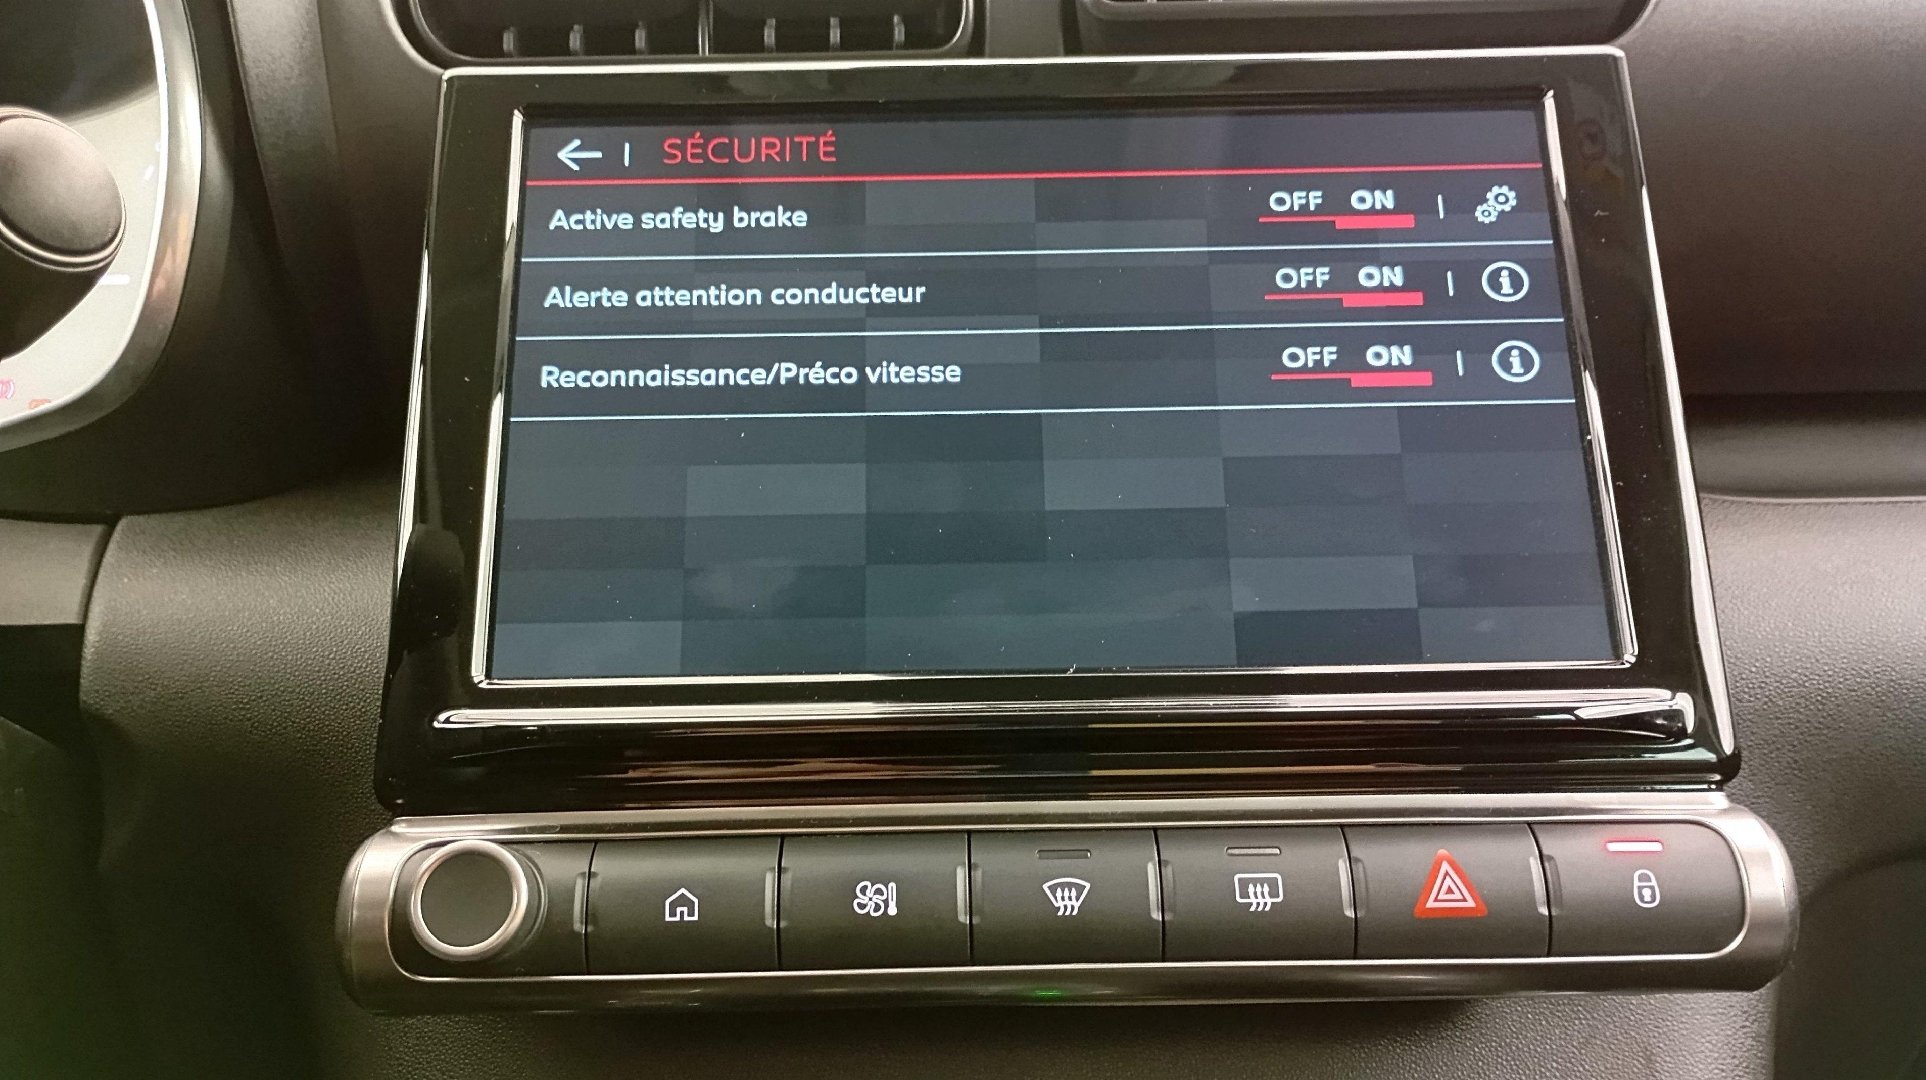 SÉCURITÉ
Active safety brake OFF ON
Alerte attention conducteur OFF ON
Reconnaissance/Préco vitesse OFF ON